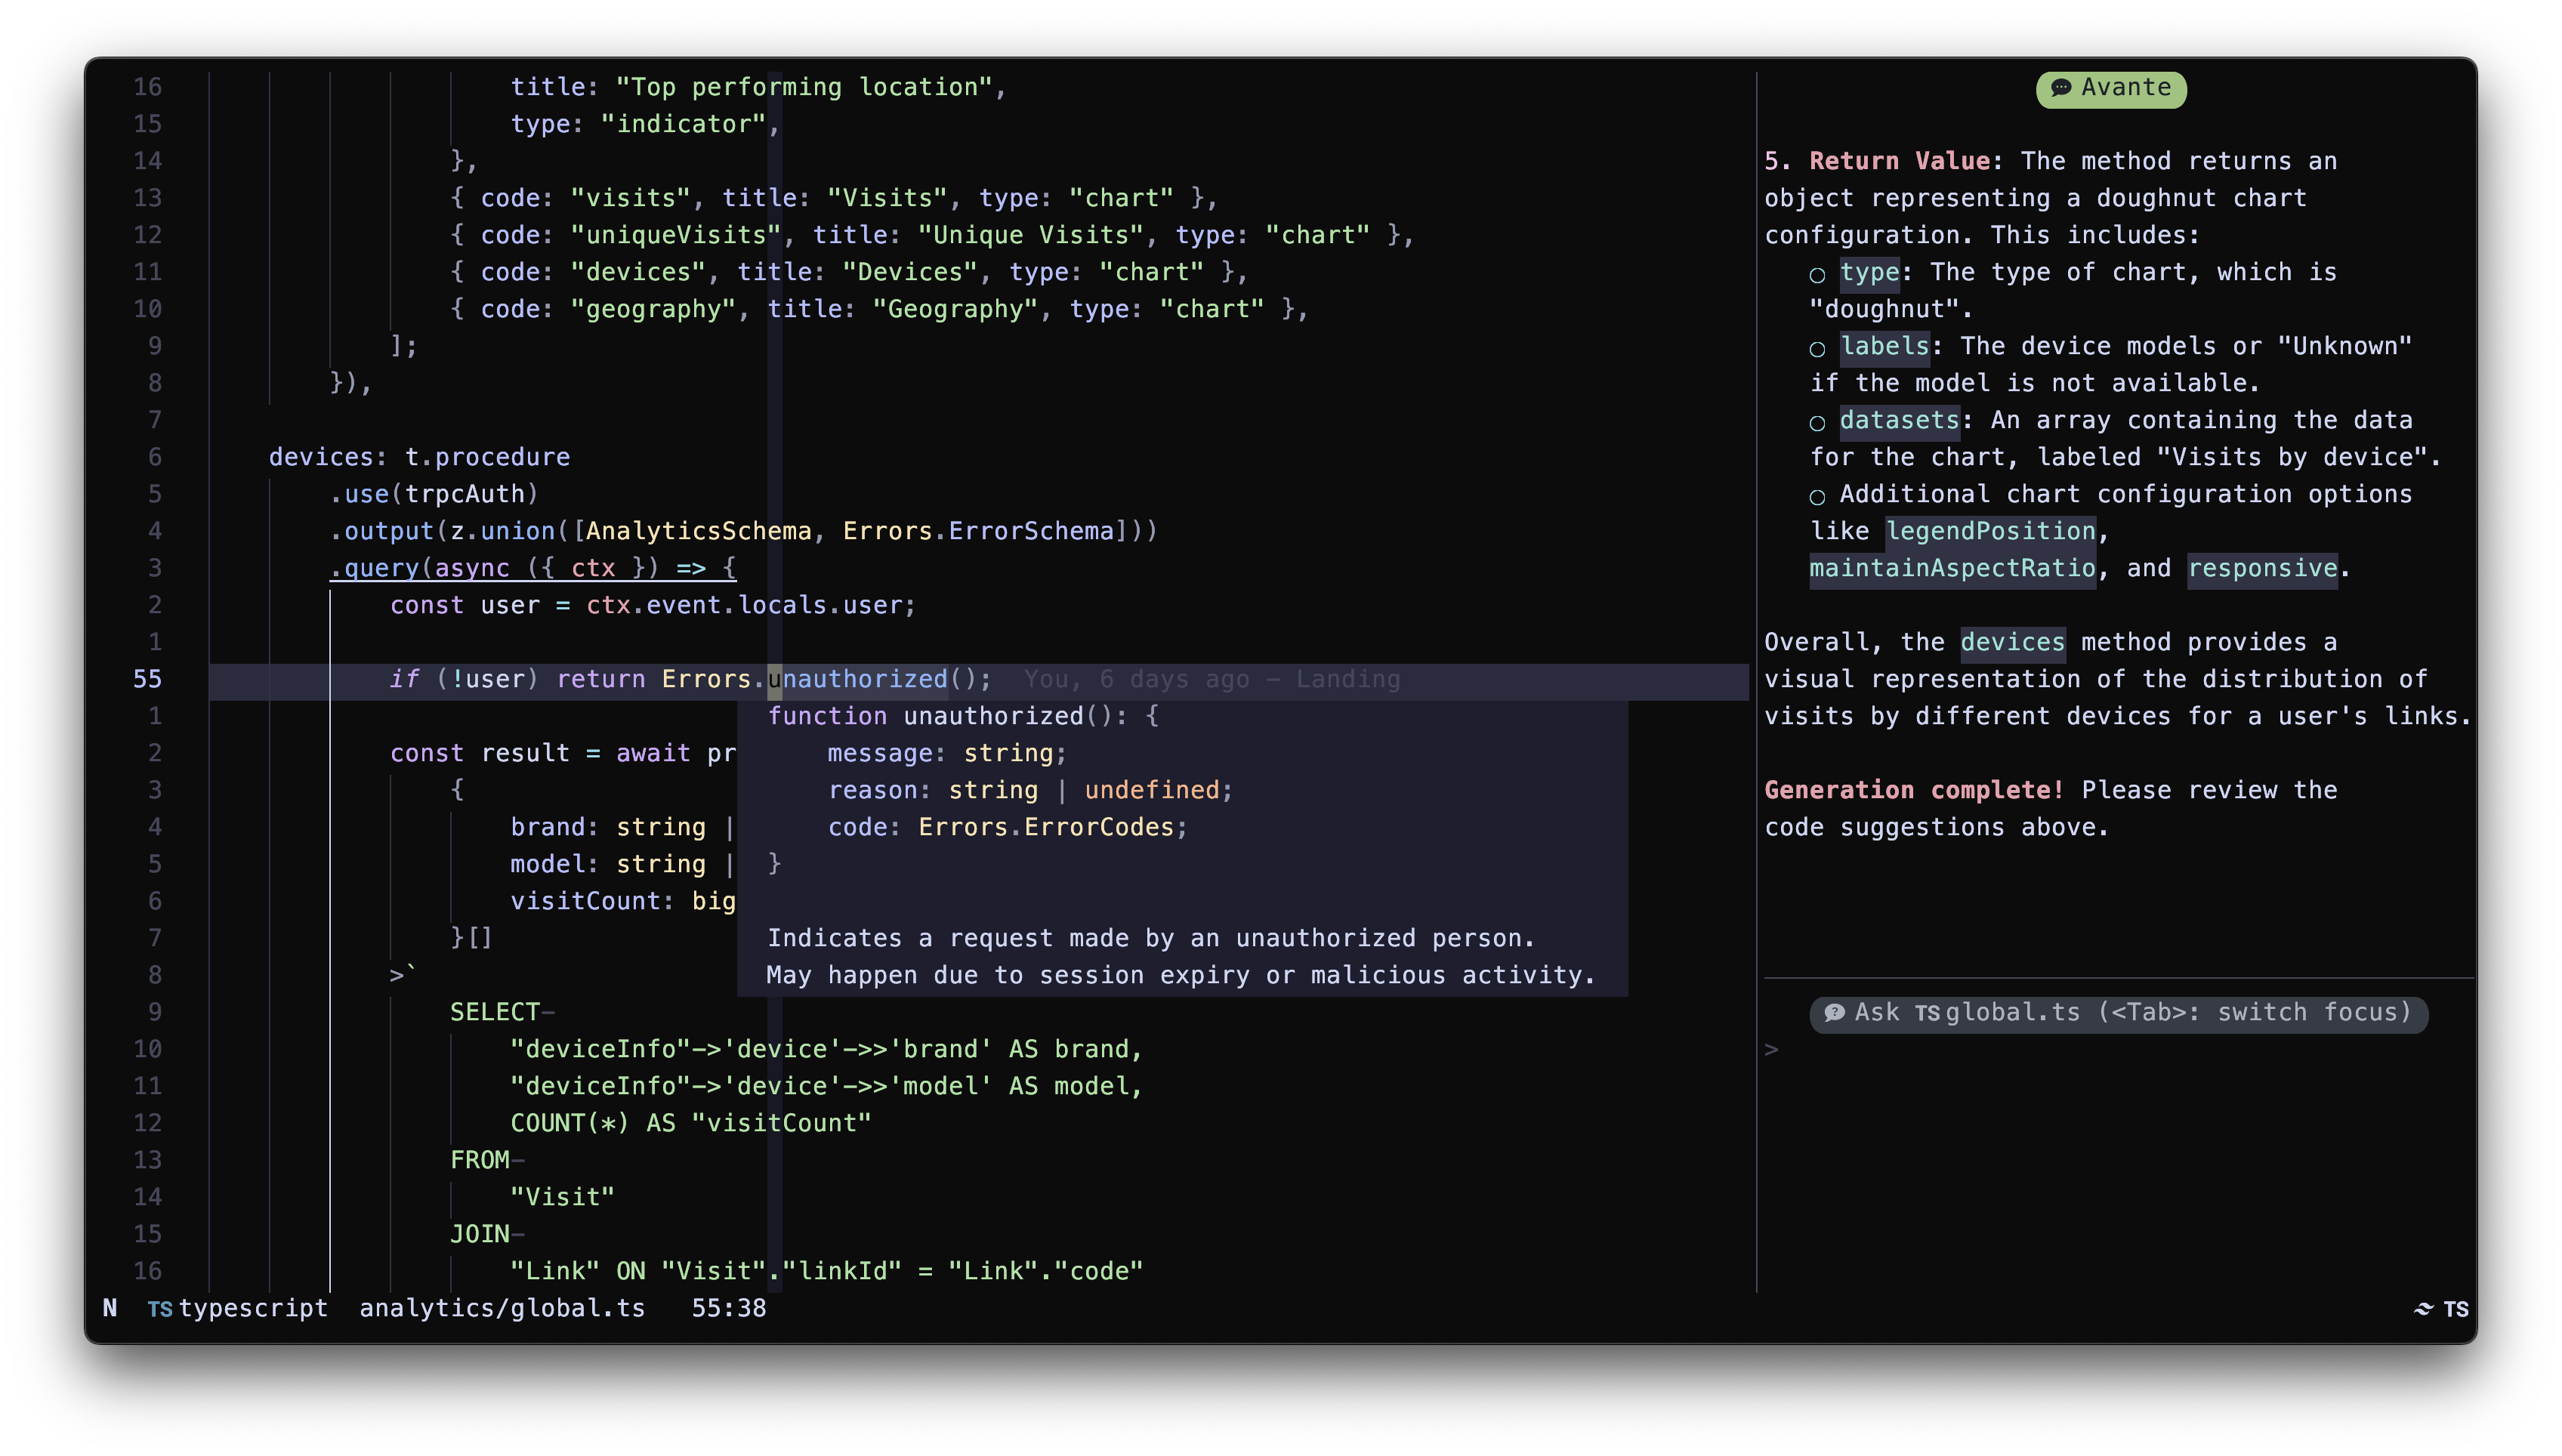 16 title: "Top performing location",
15 type: "indicator",
14 },
13 { code: "visits", title: "Visits", type: "chart" },
12 { code: "uniqueVisits", title: "Unique Visits", type: "chart" },
11 { code: "devices", title: "Devices", type: "chart" },
10 { code: "geography", title: "Geography", type: "chart" },
9 ];
8 }),
7
6 devices: t.procedure
5 .use(trpcAuth)
4 .output(z.union([AnalyticsSchema, Errors.ErrorSchema]))
3 .query(async ({ ctx }) => {
2 const user = ctx.event.locals.user;
1
55 if (!user) return Errors.unauthorized(); You, 6 days ago – Landing
1
2 const result = await pr
3 {
4 brand: string |
5 model: string |
6 visitCount: big
7 }[]
8 >`
9 SELECT-
10 "deviceInfo"->'device'->>'brand' AS brand,
11 "deviceInfo"->'device'->>'model' AS model,
12 COUNT(*) AS "visitCount"
13 FROM-
14 "Visit"
15 JOIN-
16 "Link" ON "Visit"."linkId" = "Link"."code"
function unauthorized(): {
message: string;
reason: string | undefined;
code: Errors.ErrorCodes;
}
Indicates a request made by an unauthorized person.
May happen due to session expiry or malicious activity.
Avante
5. Return Value: The method returns an
object representing a doughnut chart
configuration. This includes:
○ type: The type of chart, which is
"doughnut".
○ labels: The device models or "Unknown"
if the model is not available.
○ datasets: An array containing the data
for the chart, labeled "Visits by device".
○ Additional chart configuration options
like legendPosition,
maintainAspectRatio, and responsive.
Overall, the devices method provides a
visual representation of the distribution of
visits by different devices for a user's links.
Generation complete! Please review the
code suggestions above.
Ask TS global.ts (<Tab>: switch focus)
>
N TS typescript analytics/global.ts 55:38
TS